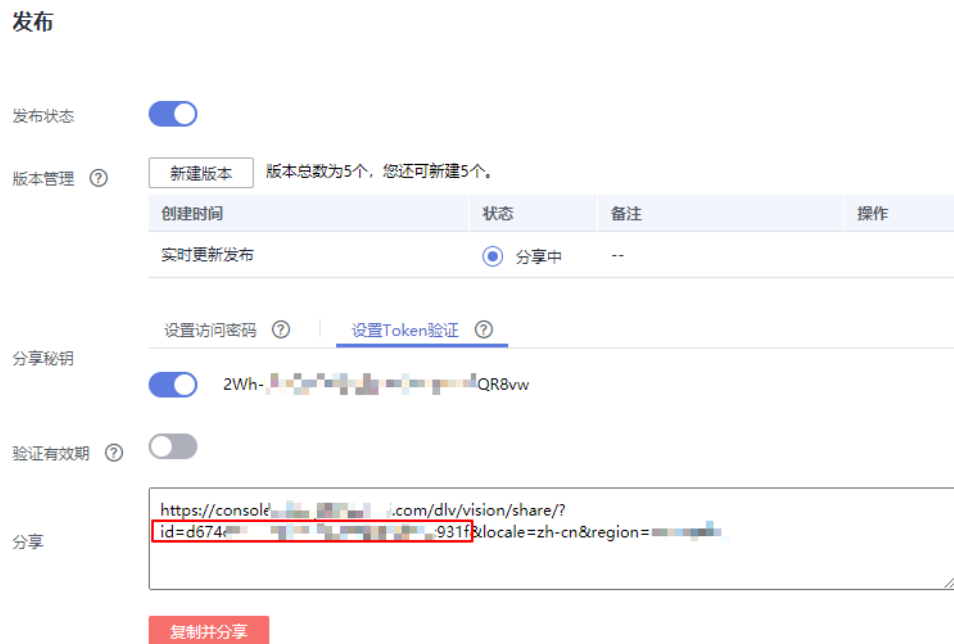 发布
发布状态
版本管理 ? 新建版本 版本总数为5个，您还可新建5个。
创建时间 状态 备注 操作
实时更新发布 分享中 --
设置访问密码 ? 设置Token验证 ?
分享秘钥
2Wh- QR8vw
验证有效期 ?
https://console .com/dlv/vision/share/?
id=d674 931f&locale=zh-cn&region=
分享
复制并分享